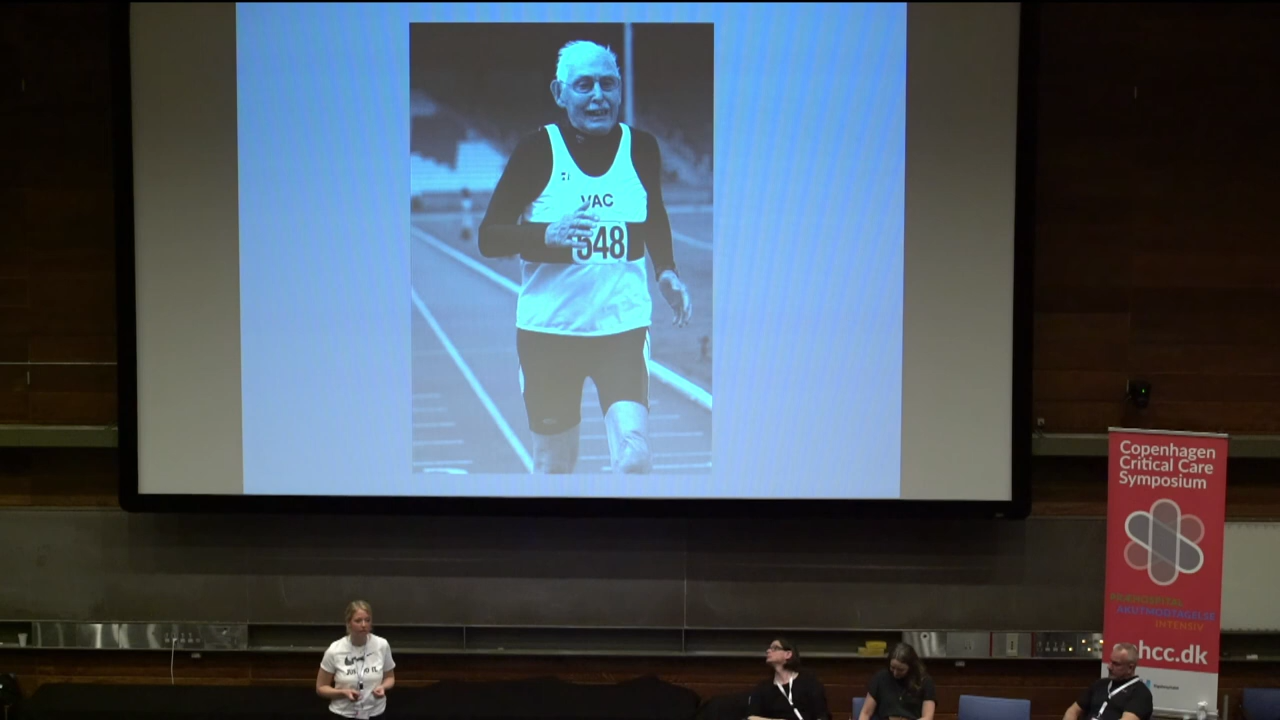 VAC
548
Copenhagen
Critical Care
Symposium
AKUTMODTAGELSE
INTENSIV
hcc.dk